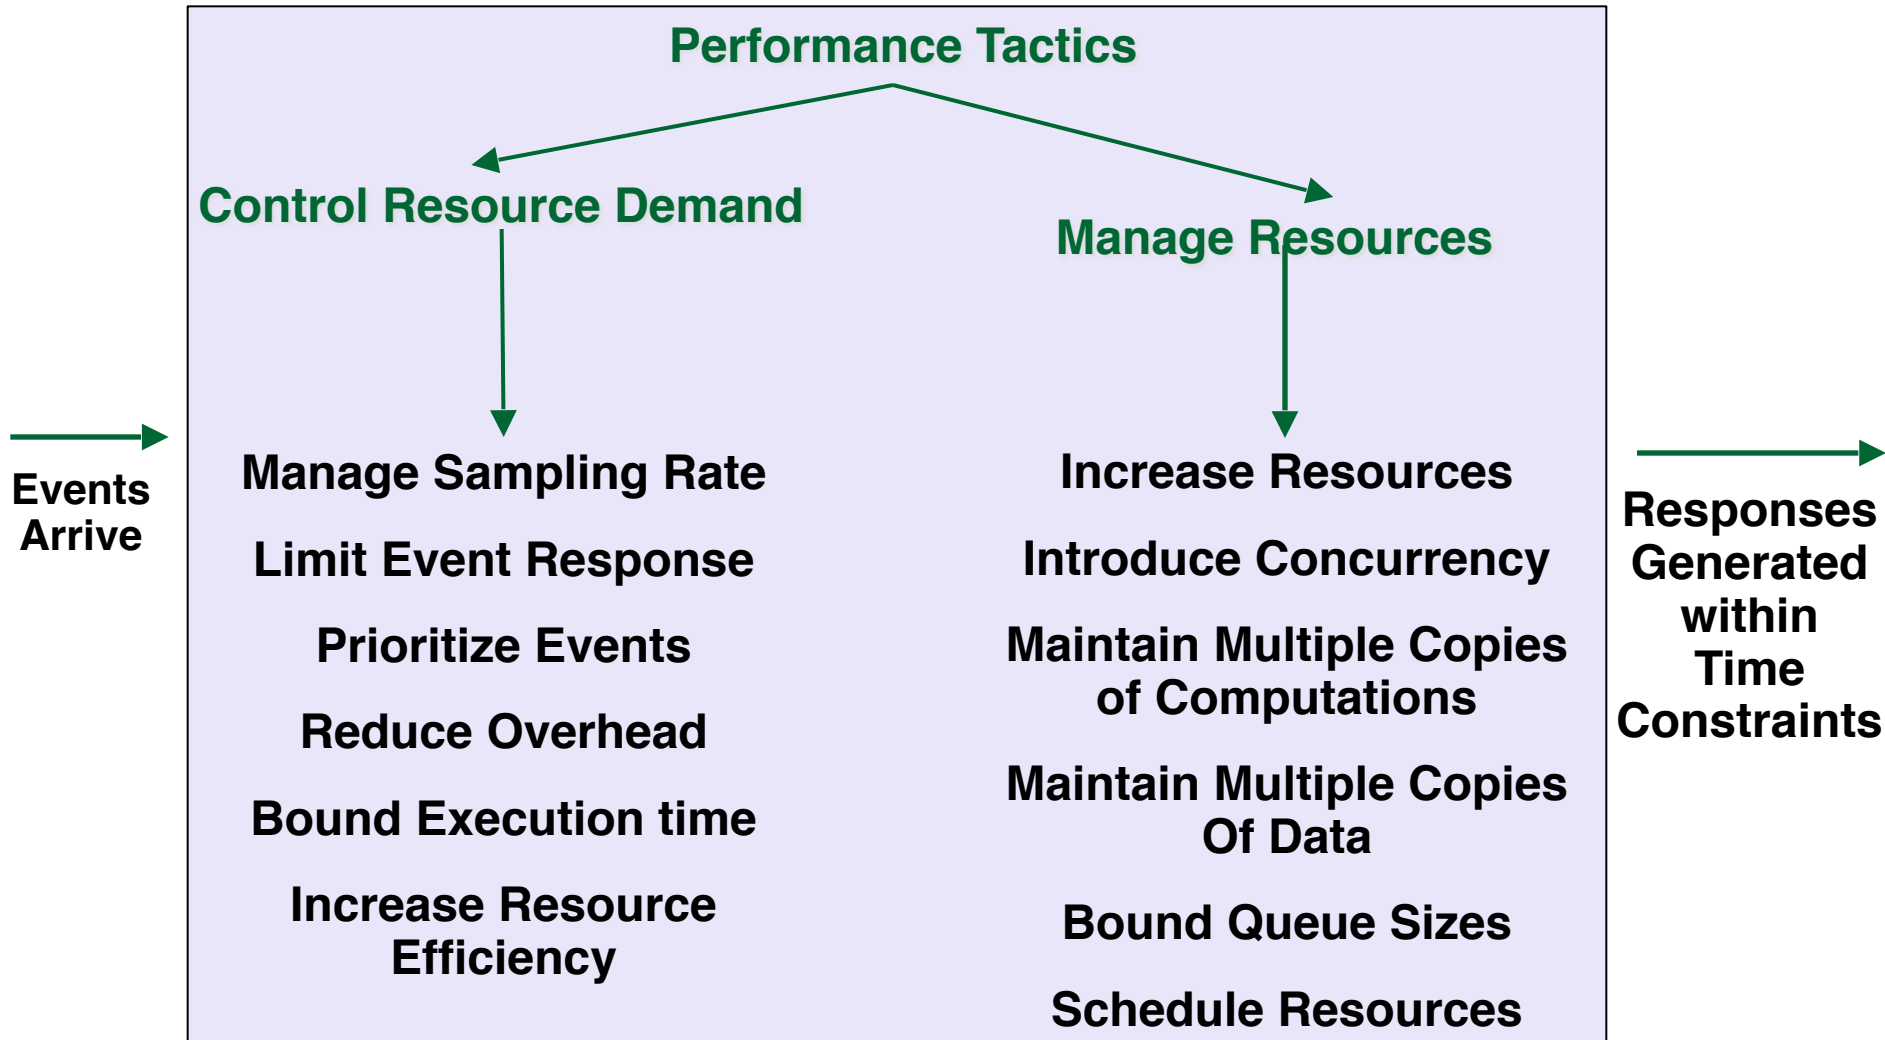 Performance Tactics
Control Resource Demand
Manage Resources
Events
Arrive
Manage Sampling Rate
Limit Event Response
Prioritize Events
Reduce Overhead
Bound Execution time
Increase Resource
Efficiency
Increase Resources
Introduce Concurrency
Maintain Multiple Copies
of Computations
Maintain Multiple Copies
Of Data
Bound Queue Sizes
Schedule Resources
Responses
Generated
within
Time
Constraints